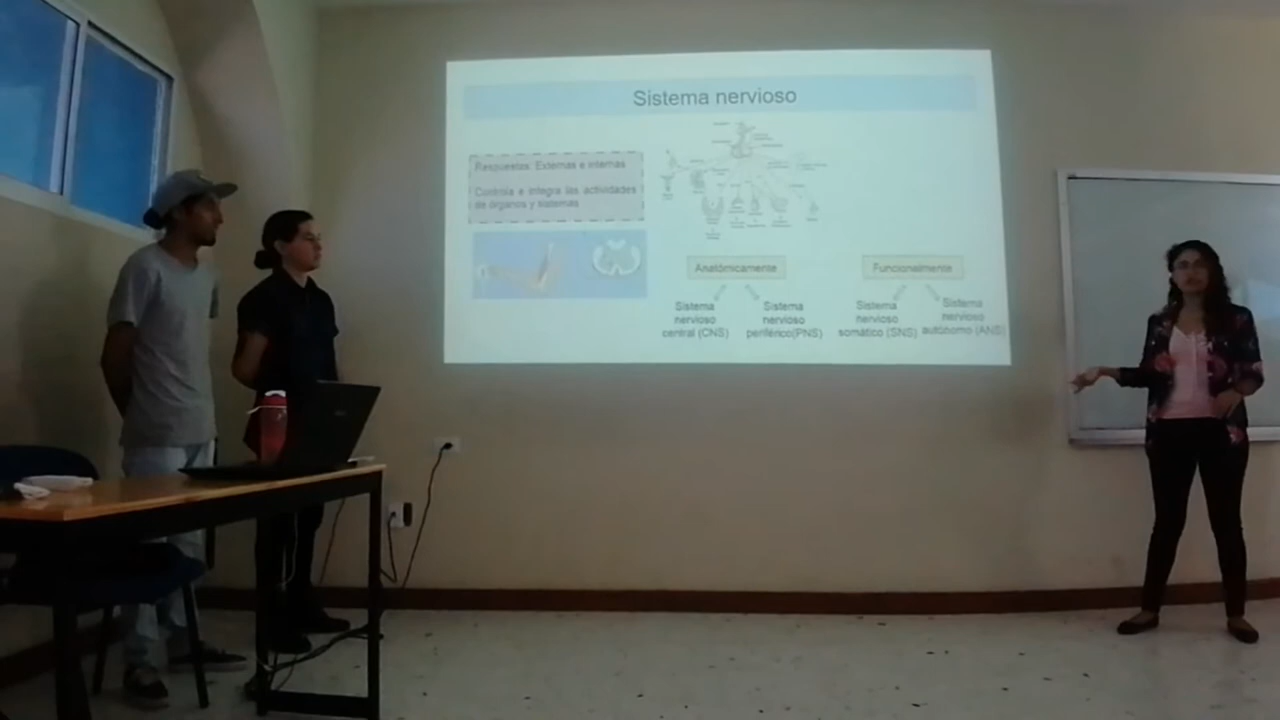 Sistema nervioso
Respuestas: Externas e internas
Controla e integra las actividades
de órganos y sistemas
Anatómicamente
Funcionalmente
Sistema
nervioso
central (CNS)
Sistema
nervioso
periférico(PNS)
Sistema
nervioso
somático (SNS)
Sistema
nervioso
autónomo (ANS)